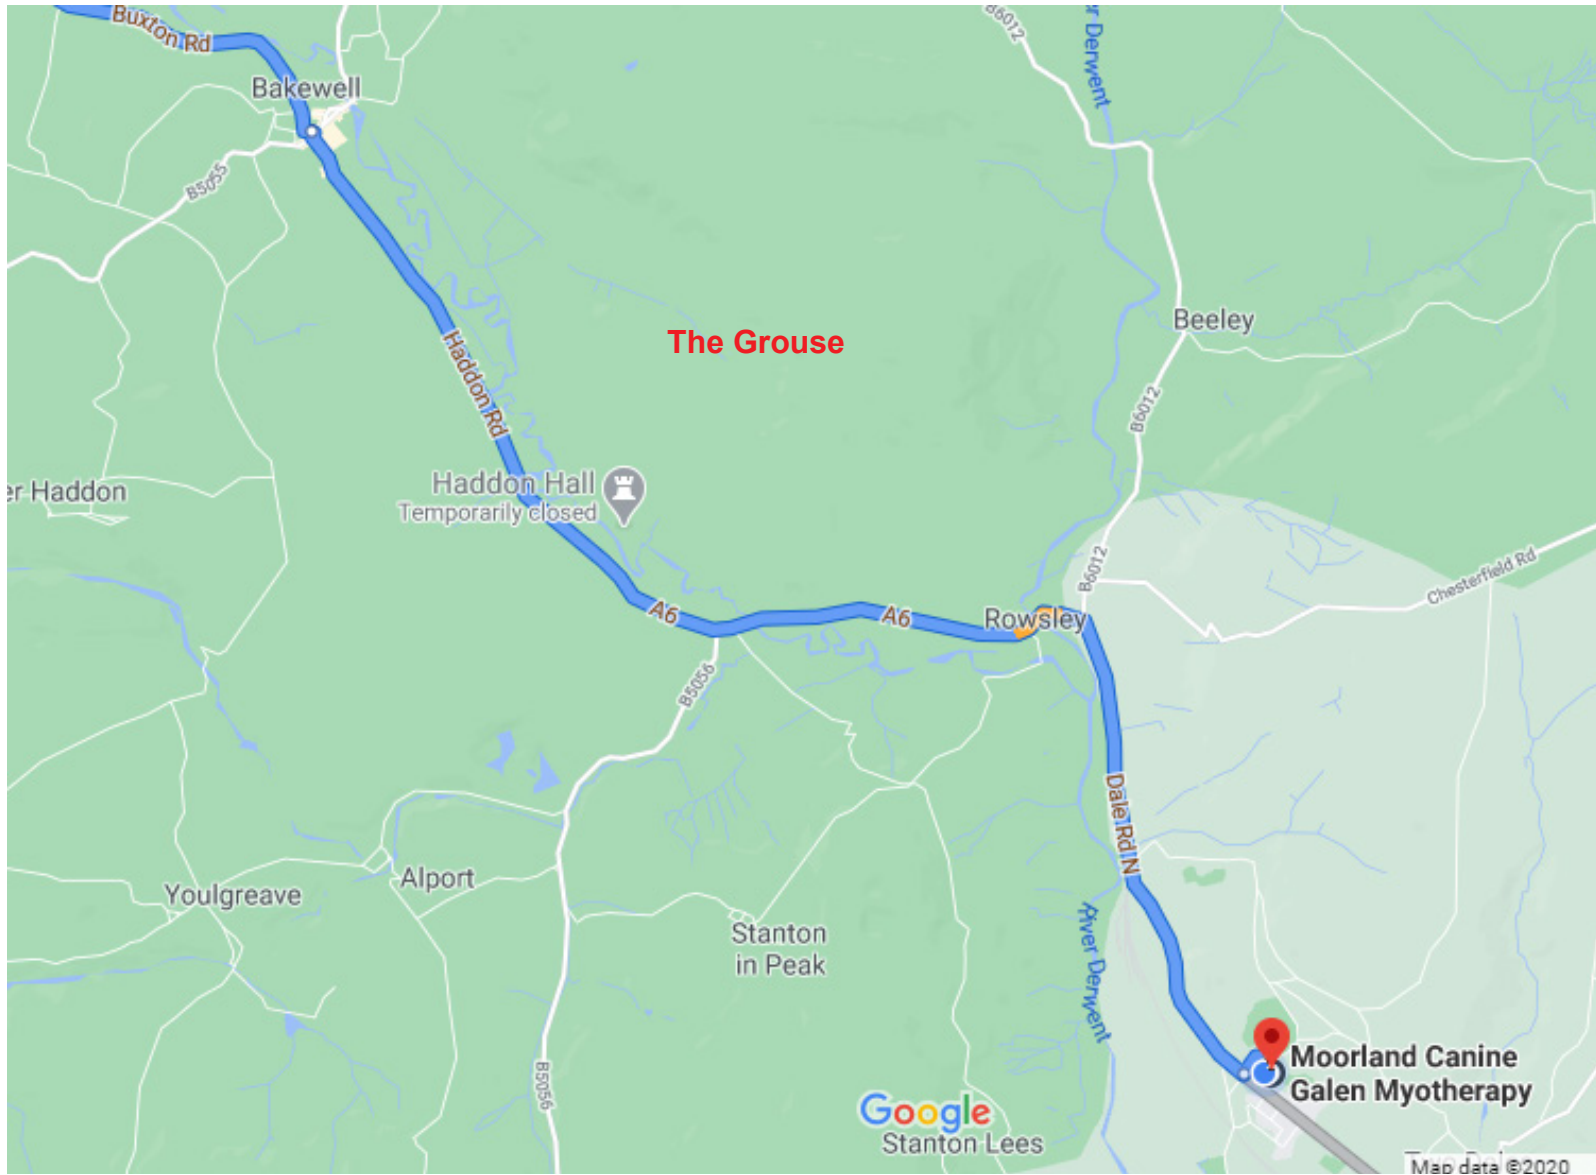 Buxton Rd
B6012
r Derwent
Bakewell
B5055
Beeley
The Grouse
Haddon Rd
B6012
Haddon Hall
Temporarily closed
er Haddon
B6012
Chesterfield Rd
A6
A6
Rowsley
B5056
Dale Rd N
Alport
Youlgreave
Stanton
in Peak
River Derwent
Moorland Canine
Galen Myotherapy
B5056
Google
Stanton Lees
Map data ©2020